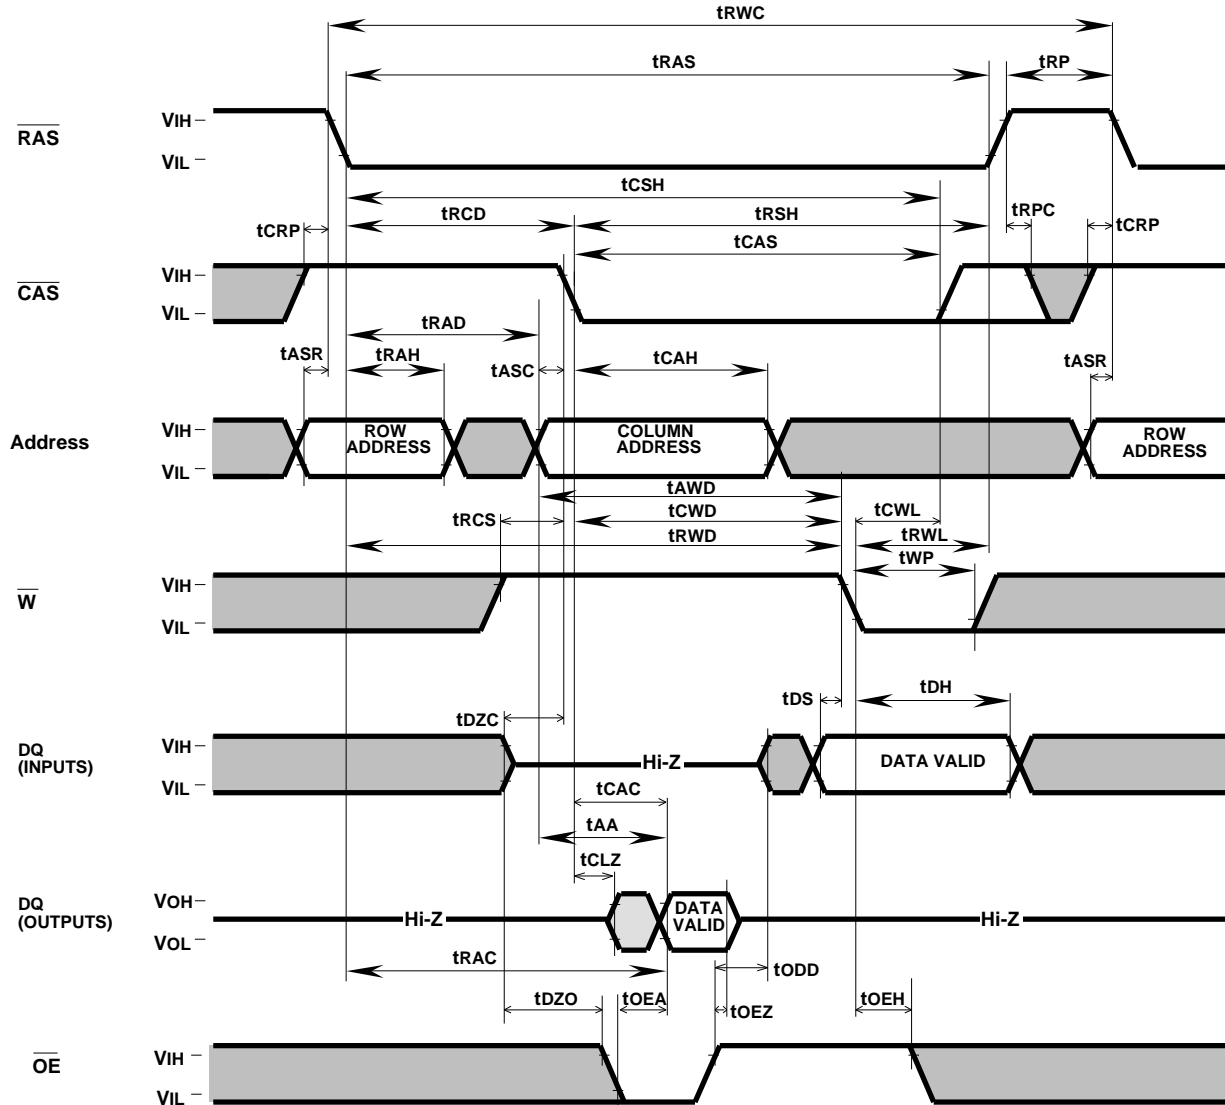 tRWC
tRAS
tRP
RAS
VIH
VIL
tCSH
tRCD
tRSH
tCRP
tRPC
tCRP
tCAS
CAS
VIH
VIL
tRAD
tASR
tRAH
tASC
tCAH
tASR
Address
VIH
VIL
ROW
ADDRESS
COLUMN
ADDRESS
ROW
ADDRESS
tAWD
tRCS
tCWD
tCWL
tRWD
tRWL
tWP
W
VIH
VIL
tDS
tDH
tDZC
DQ
(INPUTS)
VIH
VIL
Hi-Z
DATA VALID
tCAC
tAA
tCLZ
DQ
(OUTPUTS)
VOH
VOL
Hi-Z
DATA
VALID
Hi-Z
tRAC
tODD
tDZO
tOEA
tOEZ
tOEH
OE
VIH
VIL